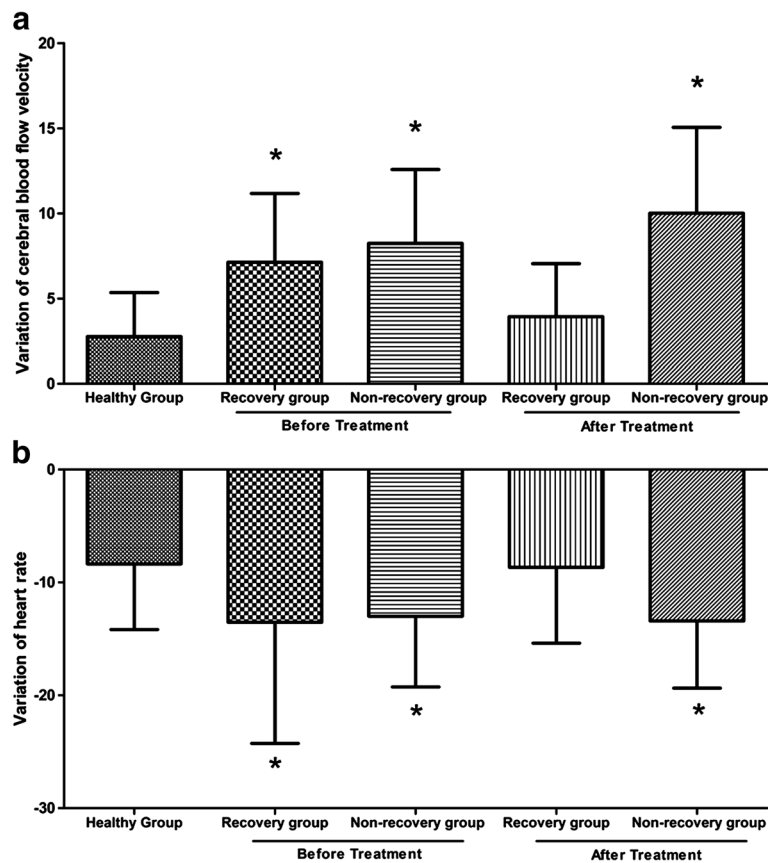 a
Variation of cerebral blood flow velocity
20
15
10
5
0
*
*
*
Healthy Group Recovery group Non-recovery group Recovery group Non-recovery group
Before Treatment After Treatment
b
Variation of heart rate
0
-10
-20
-30
*
*
*
Healthy Group Recovery group Non-recovery group Recovery group Non-recovery group
Before Treatment After Treatment